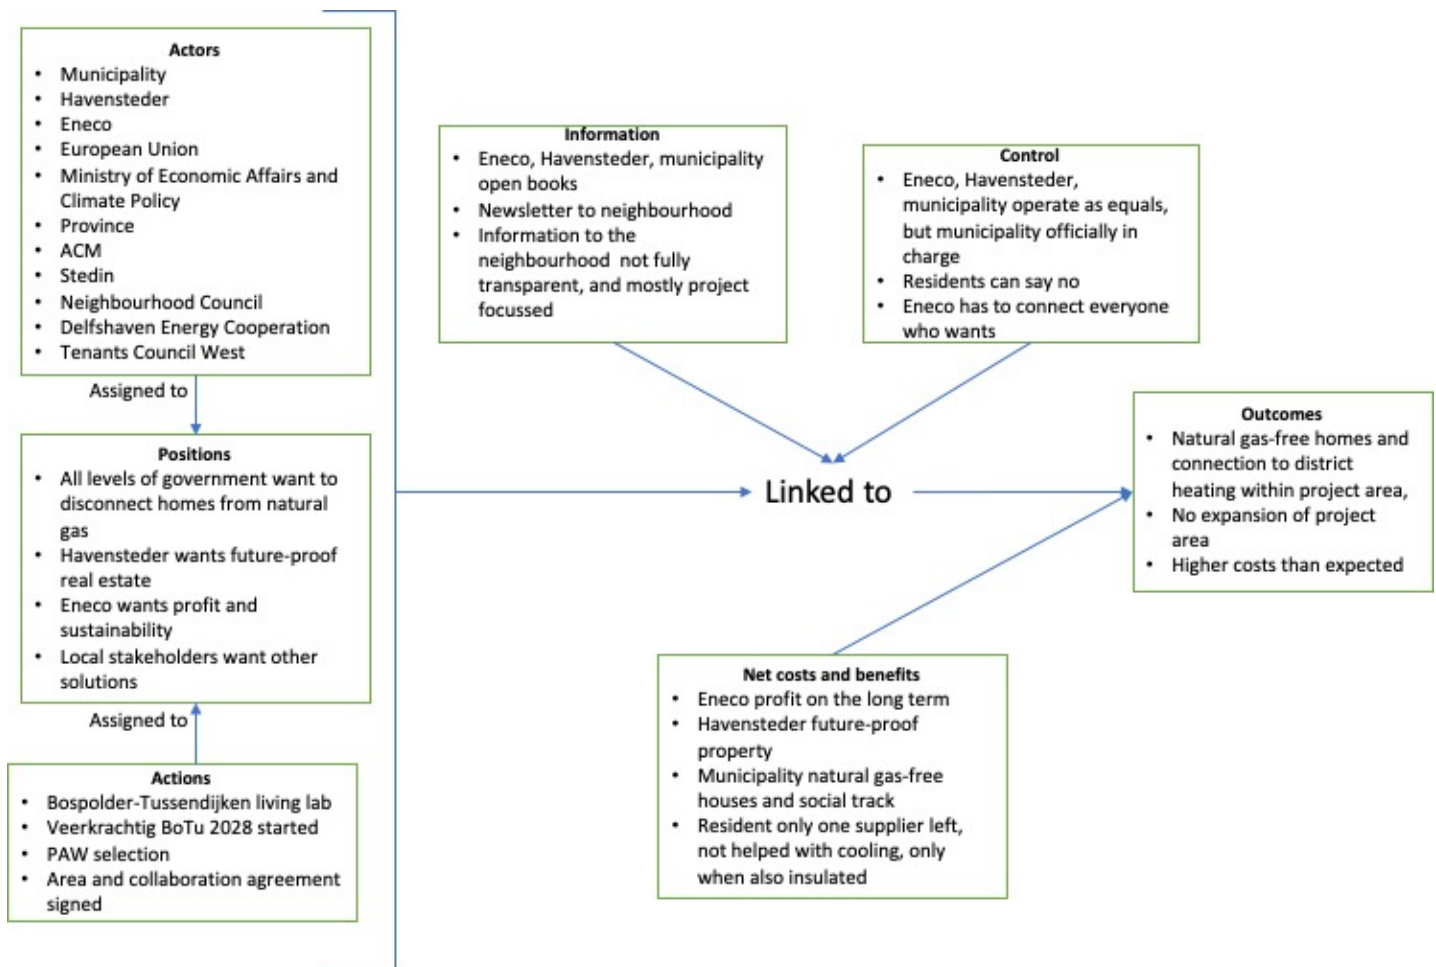 Actors
• Municipality
• Havensteder
• Eneco
• European Union
• Ministry of Economic Affairs and
Climate Policy
• Province
• ACM
• Stedin
• Neighbourhood Council
• Delfshaven Energy Cooperation
• Tenants Council West
Assigned to
Positions
• All levels of government want to
disconnect homes from natural
gas
• Havensteder wants future-proof
real estate
• Eneco wants profit and
sustainability
• Local stakeholders want other
solutions
Assigned to
Actions
• Bospolder-Tussendijken living lab
• Veerkrachtig BoTu 2028 started
• PAW selection
• Area and collaboration agreement
signed
Information
• Eneco, Havensteder, municipality
open books
• Newsletter to neighbourhood
• Information to the
neighbourhood not fully
transparent, and mostly project
focussed
Control
• Eneco, Havensteder,
municipality operate as equals,
but municipality officially in
charge
• Residents can say no
• Eneco has to connect everyone
who wants
Linked to
Outcomes
• Natural gas-free homes and
connection to district
heating within project area,
• No expansion of project
area
• Higher costs than expected
Net costs and benefits
• Eneco profit on the long term
• Havensteder future-proof
property
• Municipality natural gas-free
houses and social track
• Resident only one supplier left,
not helped with cooling, only
when also insulated